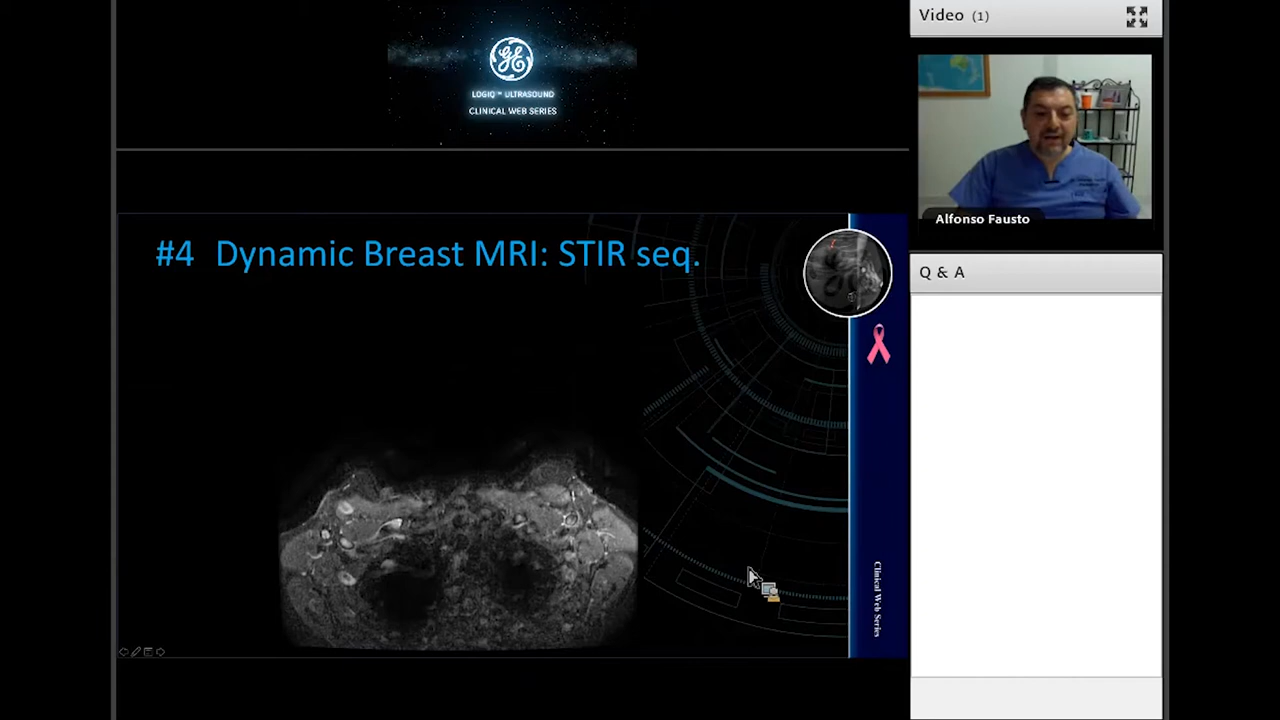 LOGIQ™ ULTRASOUND
CLINICAL WEB SERIES
Video (1)
Alfonso Fausto
Q & A
#4 Dynamic Breast MRI: STIR seq.
Clinical Web Series